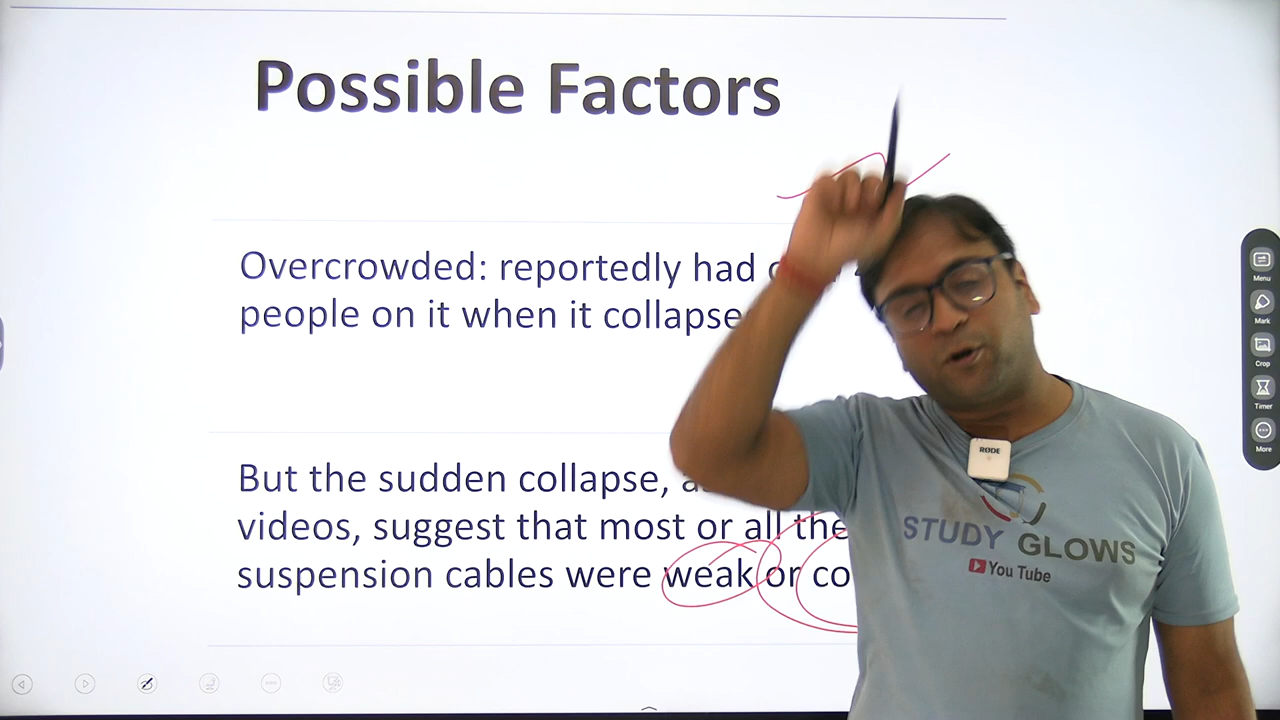 Possible Factors
Overcrowded: reportedly had
people on it when it collapse
But the sudden collapse,
videos, suggest that most or all the
suspension cables were weak or co
Menu
Mark
Crop
Timer
More
RØDE
STUDY GLOWS
You Tube